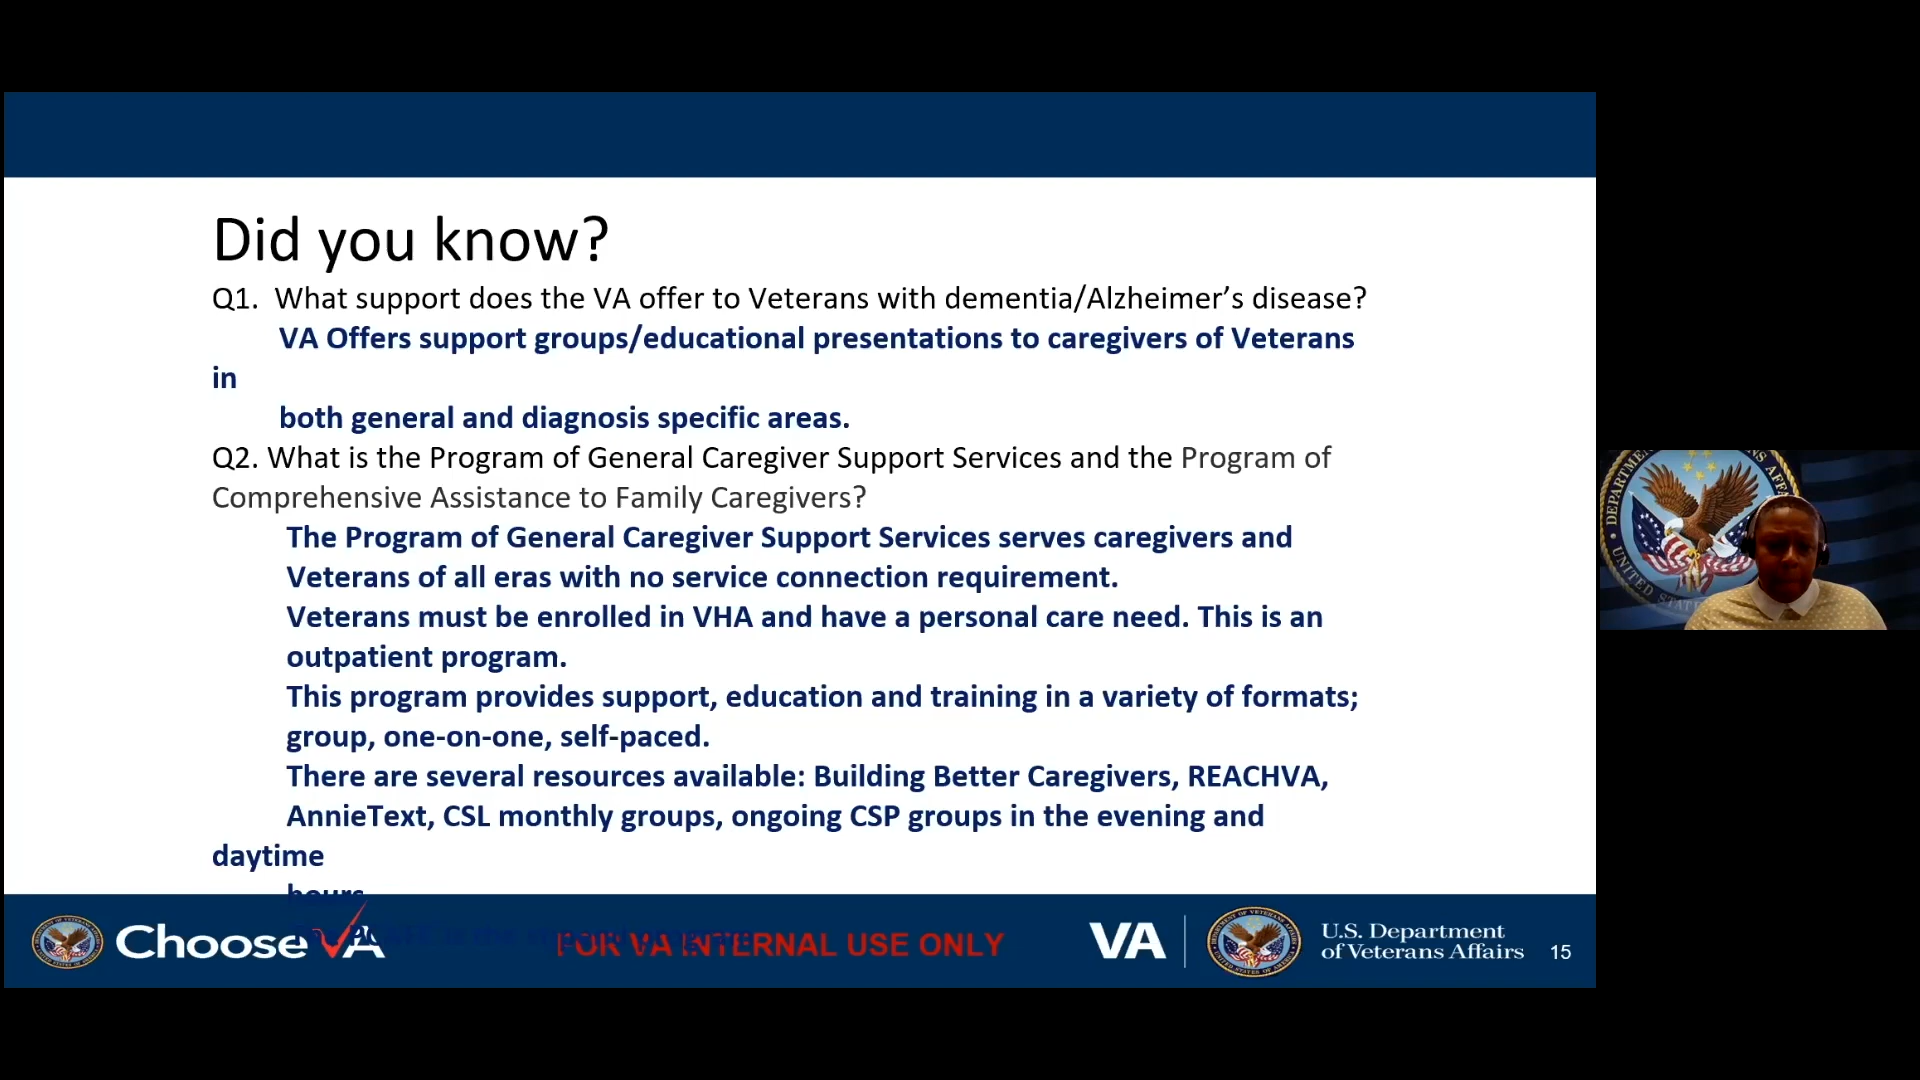 Did you know?
Q1. What support does the VA offer to Veterans with dementia/Alzheimer’s disease?
VA Offers support groups/educational presentations to caregivers of Veterans
in
both general and diagnosis specific areas.
Q2. What is the Program of General Caregiver Support Services and the Program of
Comprehensive Assistance to Family Caregivers?
The Program of General Caregiver Support Services serves caregivers and
Veterans of all eras with no service connection requirement.
Veterans must be enrolled in VHA and have a personal care need. This is an
outpatient program.
This program provides support, education and training in a variety of formats;
group, one-on-one, self-paced.
There are several resources available: Building Better Caregivers, REACHVA,
AnnieText, CSL monthly groups, ongoing CSP groups in the evening and
daytime
hours
Choose VA
FOR VA INTERNAL USE ONLY
VA
U.S. Department
of Veterans Affairs
15
DEPARTMENT
VETERANS AFFAIRS
UNITED STATES